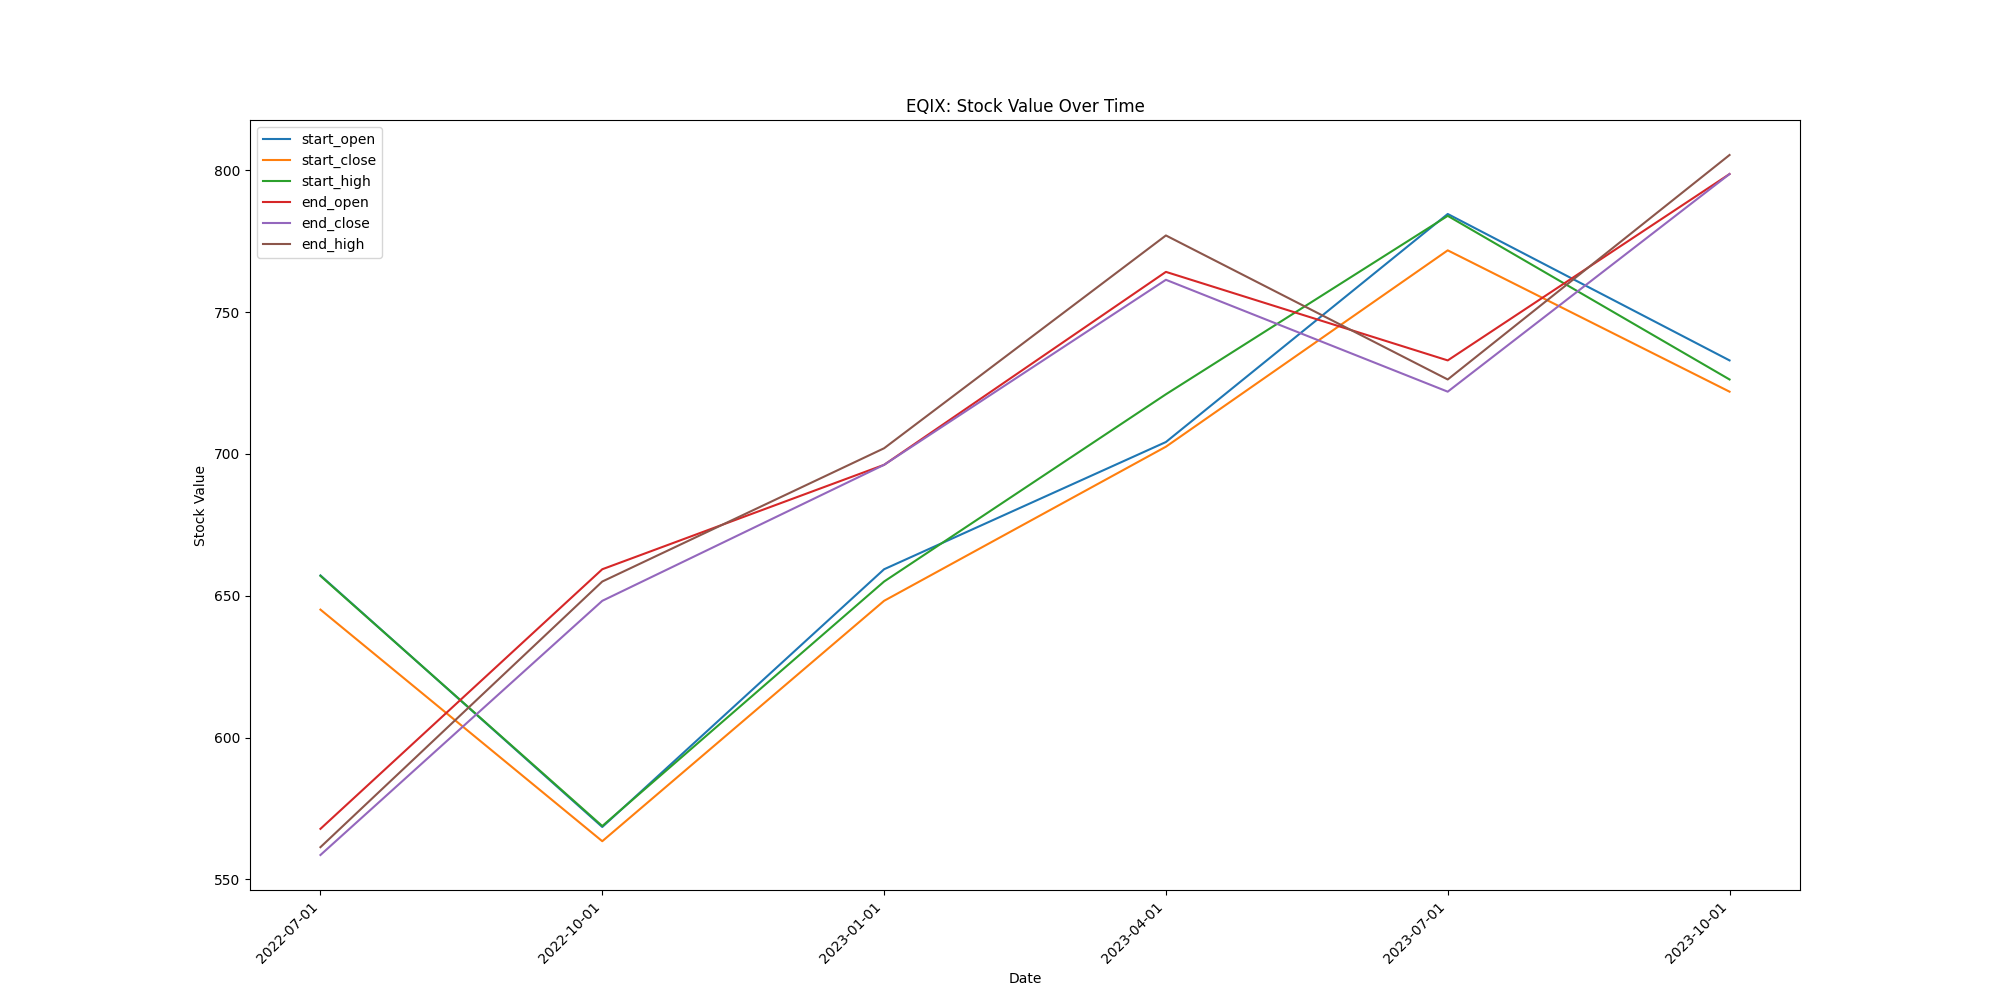 EQIX: Stock Value Over Time
start_open
start_close
start_high
end_open
end_close
end_high
Stock Value
800
750
700
650
600
550
2022-07-01
2022-10-01
2023-01-01
2023-04-01
2023-07-01
2023-10-01
Date